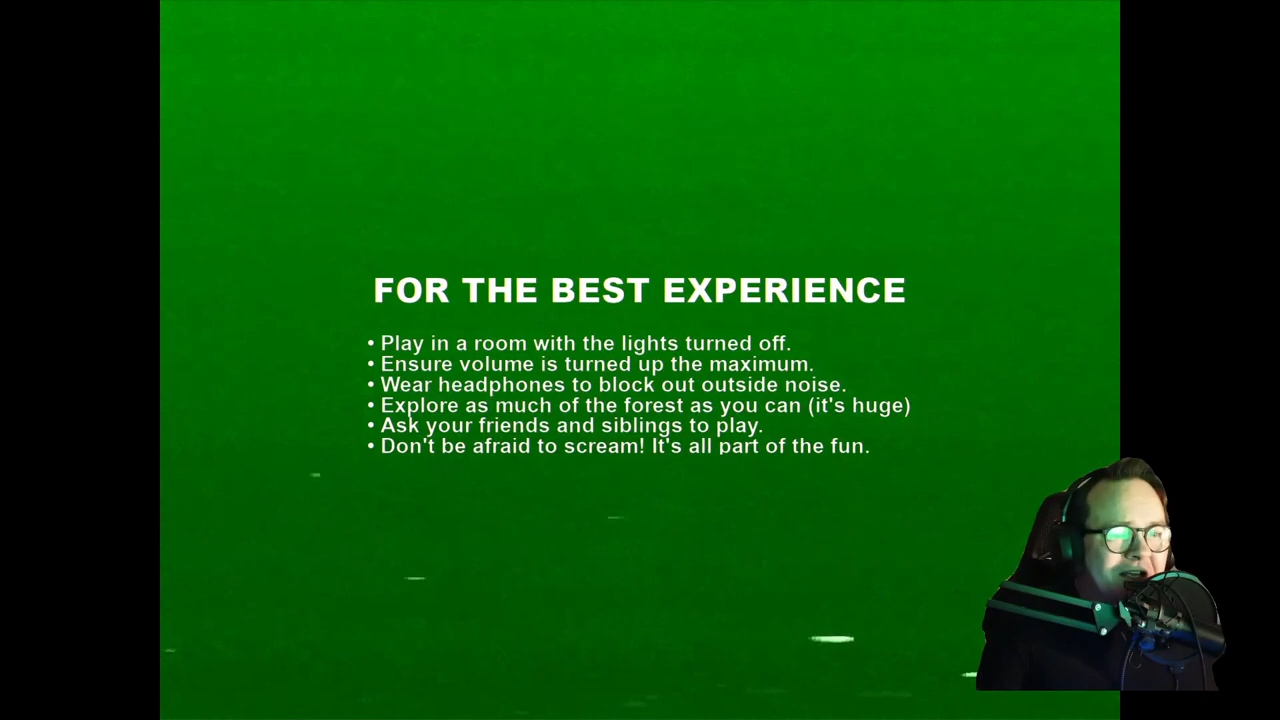 FOR THE BEST EXPERIENCE
• Play in a room with the lights turned off.
• Ensure volume is turned up the maximum.
• Wear headphones to block out outside noise.
• Explore as much of the forest as you can (it's huge)
• Ask your friends and siblings to play.
• Don't be afraid to scream! It's all part of the fun.